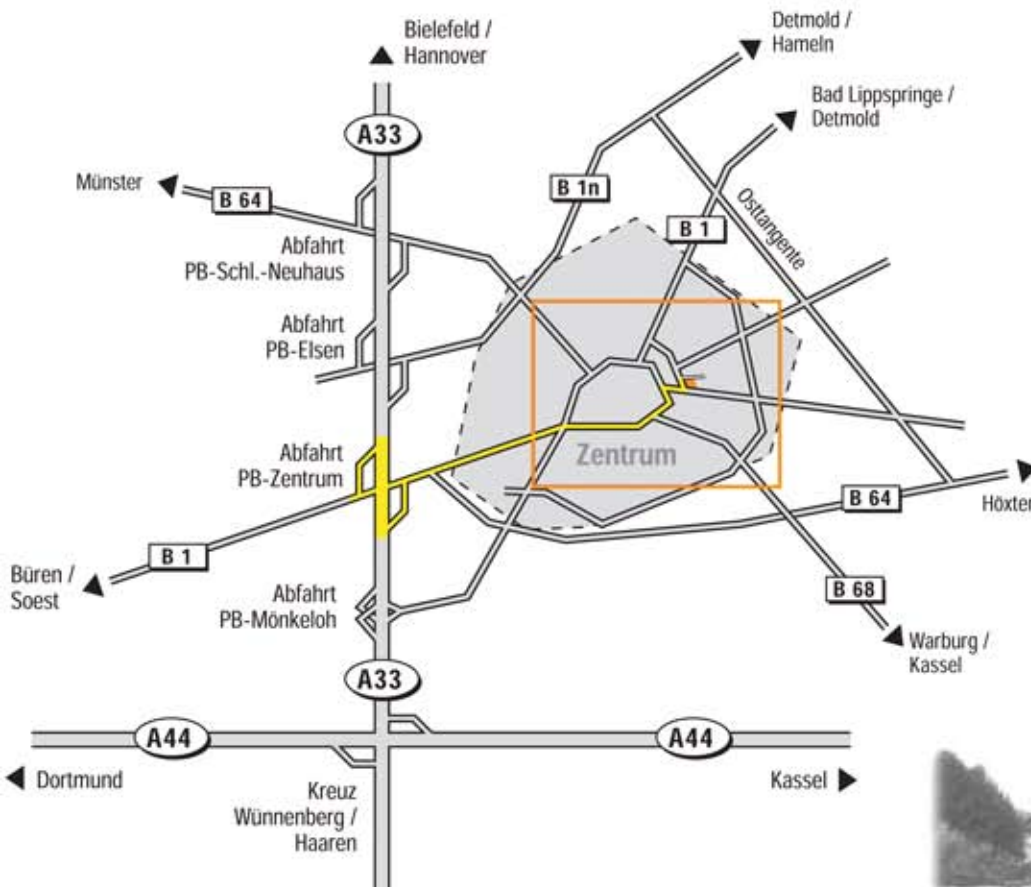 Bielefeld /
Hannover
Detmold /
Hameln
Bad Lippspringe /
Detmold
A33
Münster
B 64
B 1n
B 1
Osttangente
Abfahrt
PB-Schl.-Neuhaus
Abfahrt
PB-Elsen
Abfahrt
PB-Zentrum
Zentrum
B 64
Höxter
B 1
Büren /
Soest
Abfahrt
PB-Mönkeloh
B 68
Warburg /
Kassel
A33
A44
A44
Dortmund
Kassel
Kreuz
Wünnenberg /
Haaren